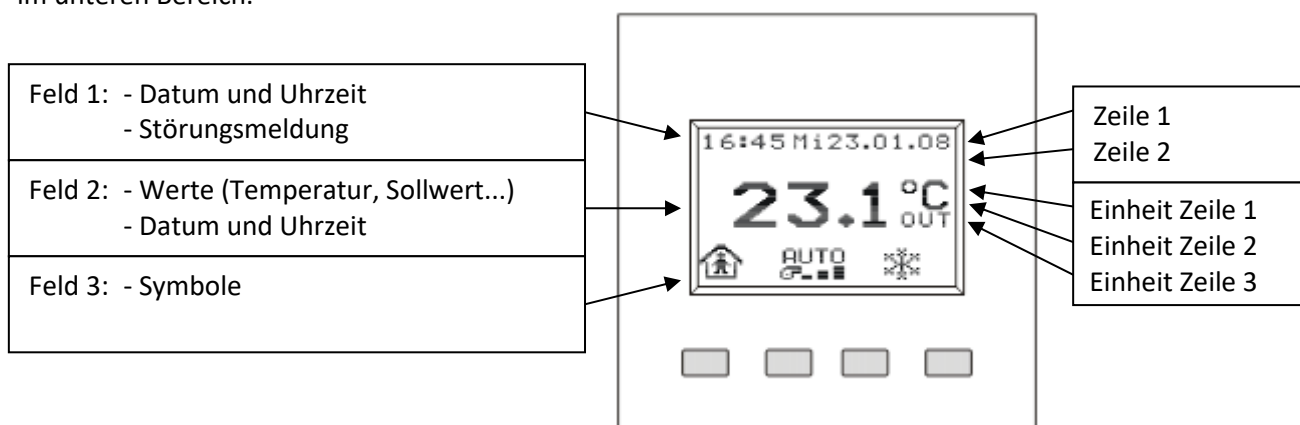 im unteren Bereich.
Feld 1: - Datum und Uhrzeit
- Störungsmeldung
Feld 2: - Werte (Temperatur, Sollwert...)
- Datum und Uhrzeit
Feld 3: - Symbole
16:45 Mi23.01.08
23.1 °C
OUT
AUTO
Zeile 1
Zeile 2
Einheit Zeile 1
Einheit Zeile 2
Einheit Zeile 3